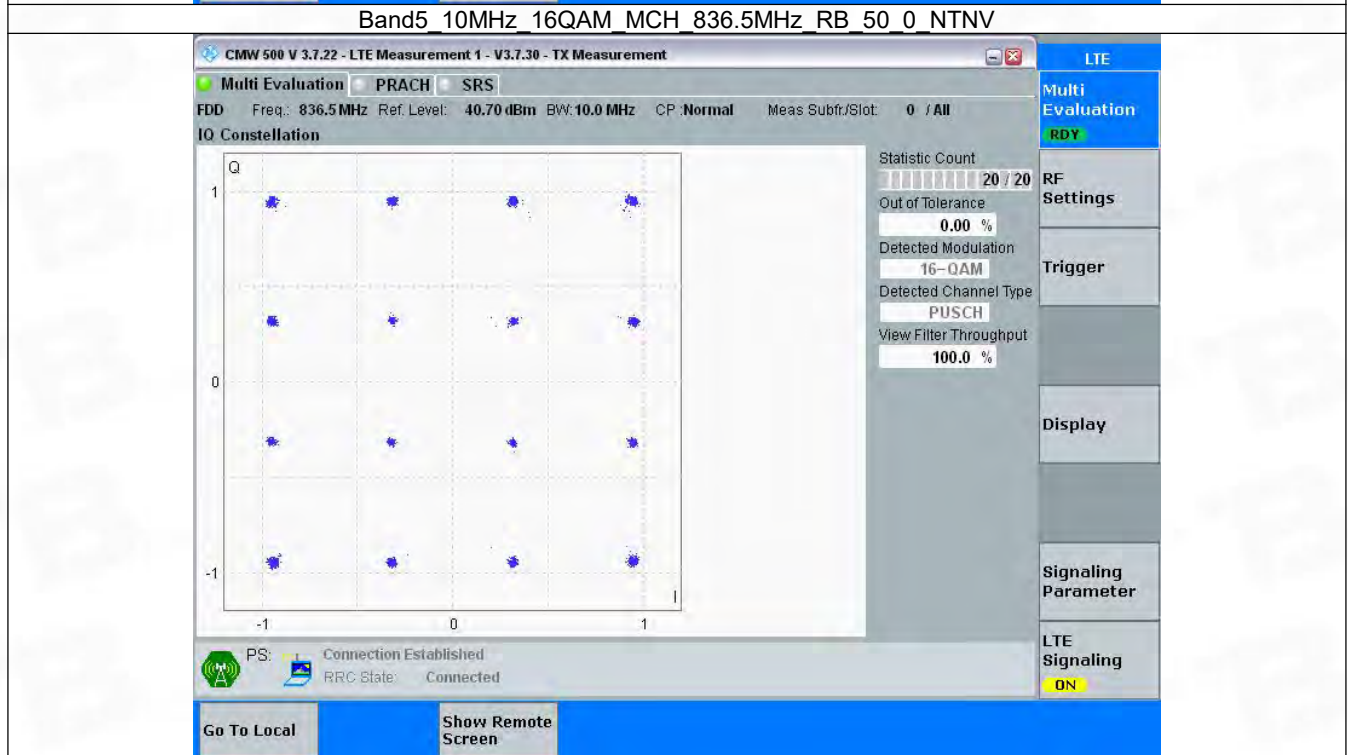 Band5_10MHz_16QAM_MCH_836.5MHz_RB_50_0_NTNV
CMW 500 V 3.7.22 - LTE Measurement 1 - V3.7.30 - TX Measurement
LTE
Multi Evaluation PRACH SRS
Multi
Evaluation
RDY
FDD Freq.: 836.5 MHz Ref. Level: 40.70 dBm BW: 10.0 MHz CP :Normal Meas Subfr./Slot: 0 / All
IQ Constellation
Q
1
0
-1
-1 0 1
I
Statistic Count
20 / 20
Out of Tolerance
0.00 %
Detected Modulation
16-QAM
Detected Channel Type
PUSCH
View Filter Throughput
100.0 %
RF
Settings
Trigger
Display
Signaling
Parameter
LTE
Signaling
ON
PS: Connection Established
RRC State: Connected
Go To Local
Show Remote
Screen